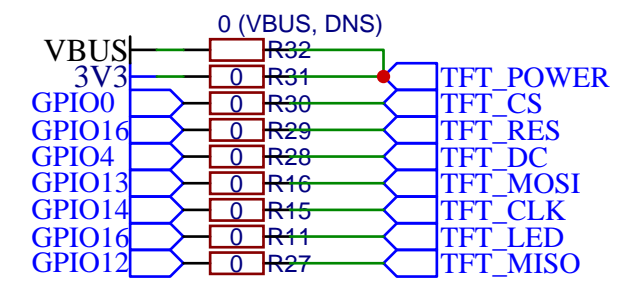 0 (VBUS, DNS)
VBUS R32
3V3 0 R31 TFT_POWER
GPIO0 0 R30 TFT_CS
GPIO16 0 R29 TFT_RES
GPIO4 0 R28 TFT_DC
GPIO13 0 R16 TFT_MOSI
GPIO14 0 R15 TFT_CLK
GPIO16 0 R11 TFT_LED
GPIO12 0 R27 TFT_MISO